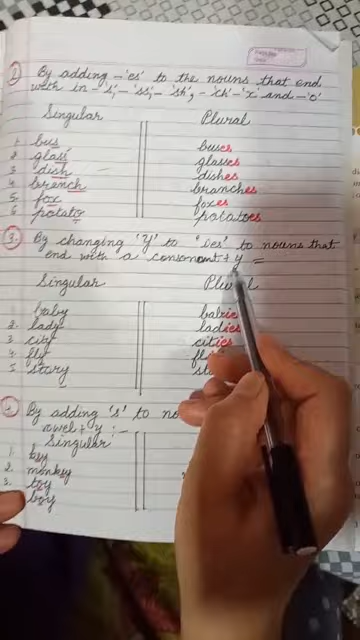 2) By adding -'es' to the nouns that end
with in -'s', -'ss', -'sh', -'ch' -'x' and -'o'
Singular Plural
1. bus buses
2. glass glasses
3. dish dishes
4. brench branches
5. fox foxes
6. potato potatoes
3. By changing 'y' to "ies" to nouns that
end with a consonant + y =
Singular Plural
baby babies
2. lady ladies
3. city cities
4. fly
5. story
4. By adding 's' to no
vowel + y :-
Singular
1. key
2. monkey
3. toy
boy